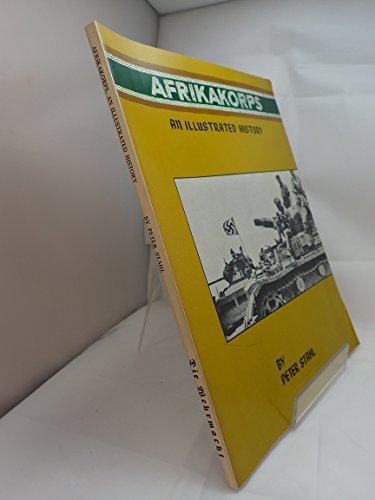 AFRIKAKORPS
AN ILLUSTRATED HISTORY
BY
PETER STAHL
AFRIKAKORPS, AN ILLUSTRATED HISTORY
BY PETER STAHL
Die Wehrmacht